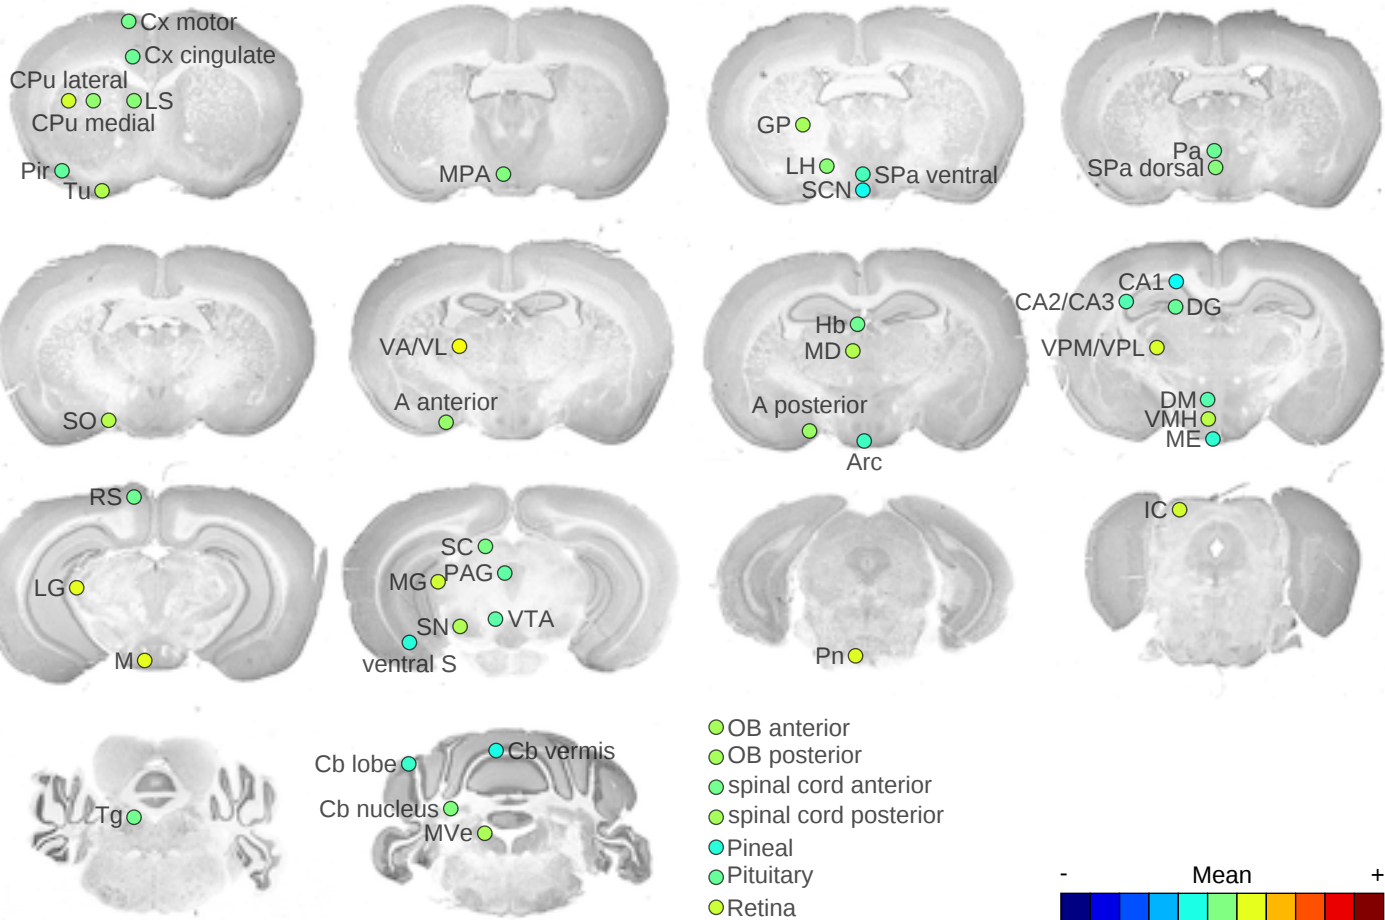 Cx motor
Cx cingulate
CPu lateral
LS
CPu medial
Pir
Tu
MPA
GP
LH
SPa ventral
SCN
Pa
SPa dorsal
SO
VA/VL
A anterior
Hb
MD
A posterior
Arc
CA1
CA2/CA3
DG
VPM/VPL
DM
VMH
ME
RS
LG
M
SC
PAG
MG
VTA
SN
ventral S
Pn
IC
Tg
Cb vermis
Cb lobe
Cb nucleus
MVe
OB anterior
OB posterior
spinal cord anterior
spinal cord posterior
Pineal
Pituitary
Retina
- Mean +